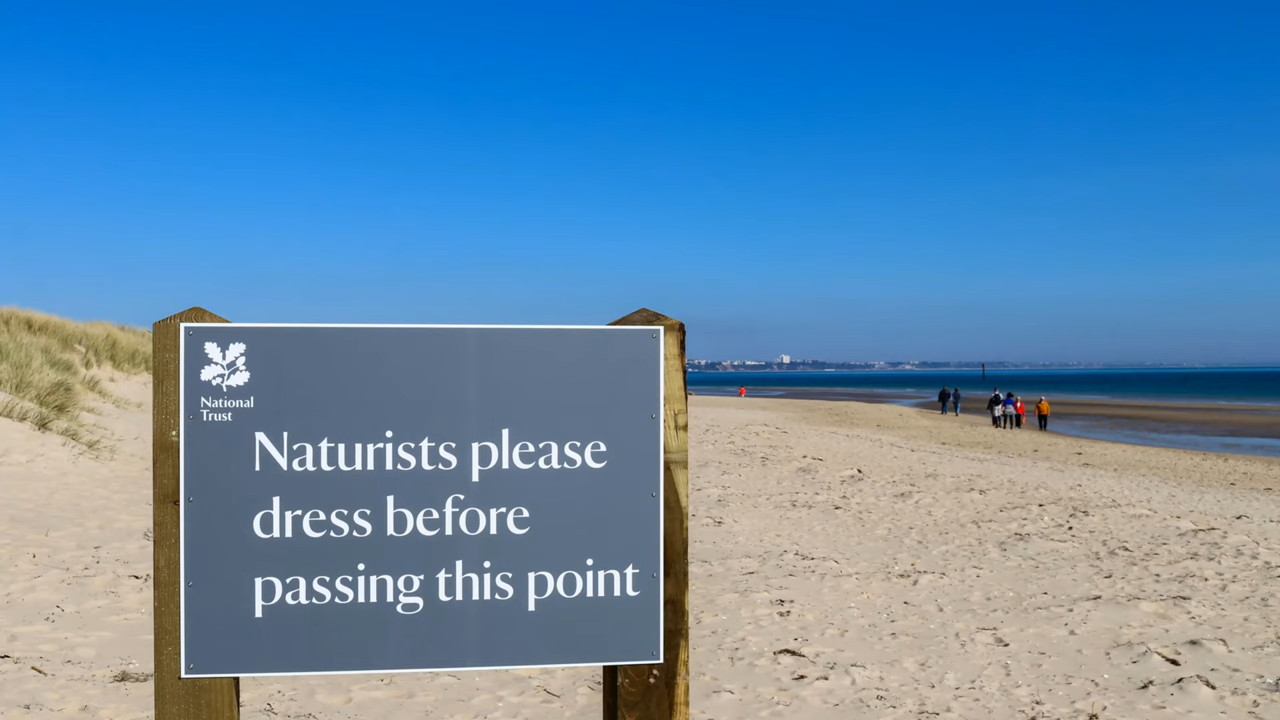 National
Trust
Naturists please
dress before
passing this point